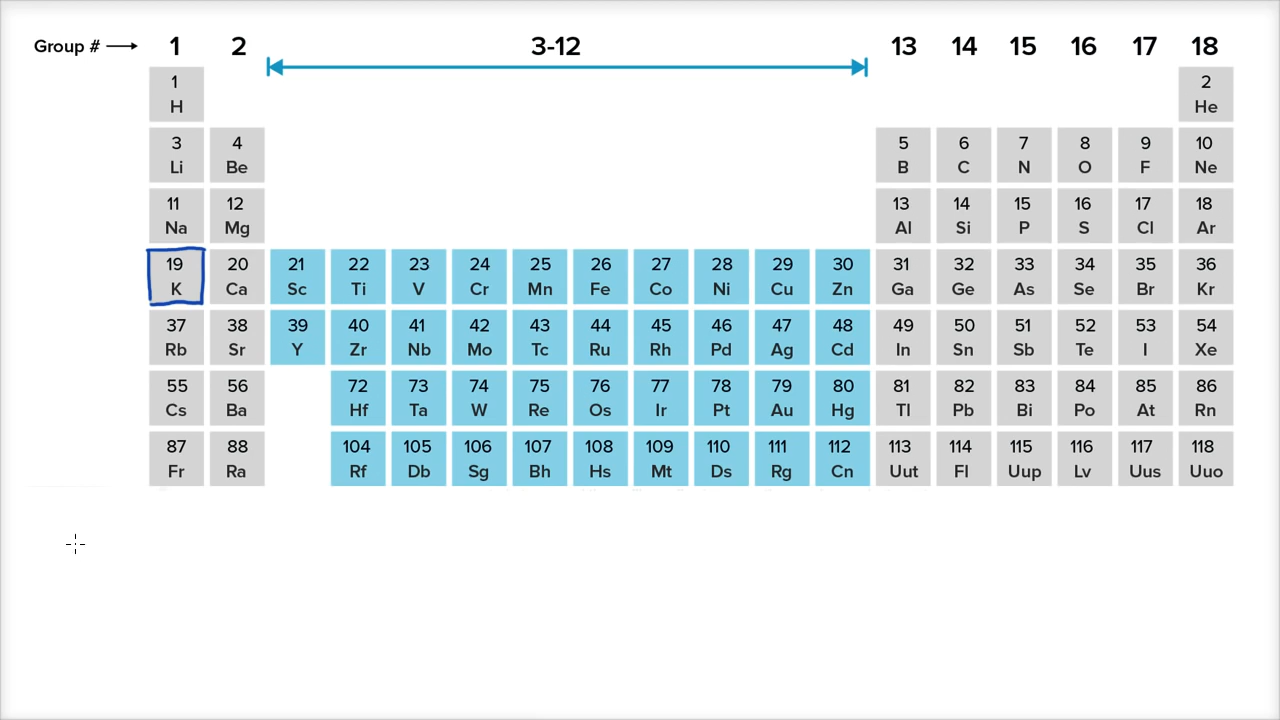 Group # → 1 2 3-12 13 14 15 16 17 18
1 2
H He
3 4 5 6 7 8 9 10
Li Be B C N O F Ne
11 12 13 14 15 16 17 18
Na Mg Al Si P S Cl Ar
19 20 21 22 23 24 25 26 27 28 29 30 31 32 33 34 35 36
K Ca Sc Ti V Cr Mn Fe Co Ni Cu Zn Ga Ge As Se Br Kr
37 38 39 40 41 42 43 44 45 46 47 48 49 50 51 52 53 54
Rb Sr Y Zr Nb Mo Tc Ru Rh Pd Ag Cd In Sn Sb Te I Xe
55 56 72 73 74 75 76 77 78 79 80 81 82 83 84 85 86
Cs Ba Hf Ta W Re Os Ir Pt Au Hg Tl Pb Bi Po At Rn
87 88 104 105 106 107 108 109 110 111 112 113 114 115 116 117 118
Fr Ra Rf Db Sg Bh Hs Mt Ds Rg Cn Uut Fl Uup Lv Uus Uuo